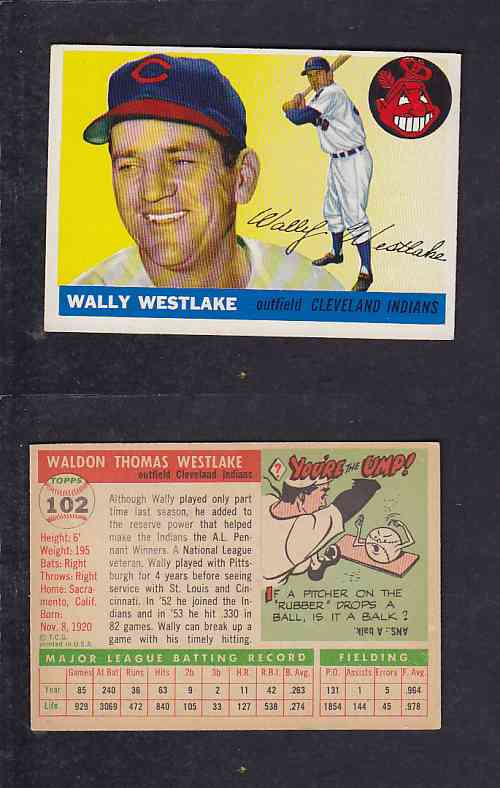 C
Wally Westlake
WALLY WESTLAKE outfield CLEVELAND INDIANS
WALDON THOMAS WESTLAKE
outfield Cleveland Indians
TOPPS
102
Height: 6'
Weight: 195
Bats: Right
Throws: Right
Home: Sacra-
mento, Calif.
Born:
Nov. 8, 1920
© T.C.G.
printed in U.S.A.
Although Wally played only part
time last season, he added to
the reserve power that helped
make the Indians the A.L. Pen-
nant Winners. A National League
veteran, Wally played with Pitts-
burgh for 4 years before seeing
service with St. Louis and Cin-
cinnati. In '52 he joined the In-
dians and in '53 he hit .330 in
82 games. Wally can break up a
game with his timely hitting.
? YOU'RE THE UMP!
IF A PITCHER ON THE
"RUBBER" DROPS A
BALL, IS IT A BALK?
ANS.: A balk.
MAJOR LEAGUE BATTING RECORD FIELDING
Games At Bat Runs Hits 2b 3b H.R. R.B.I. B. Avg. P.O. Assists Errors F. Avg.
Year 85 240 36 63 9 2 11 42 .263 131 1 5 .964
Life 929 3069 472 840 105 33 127 538 .274 1854 144 45 .978